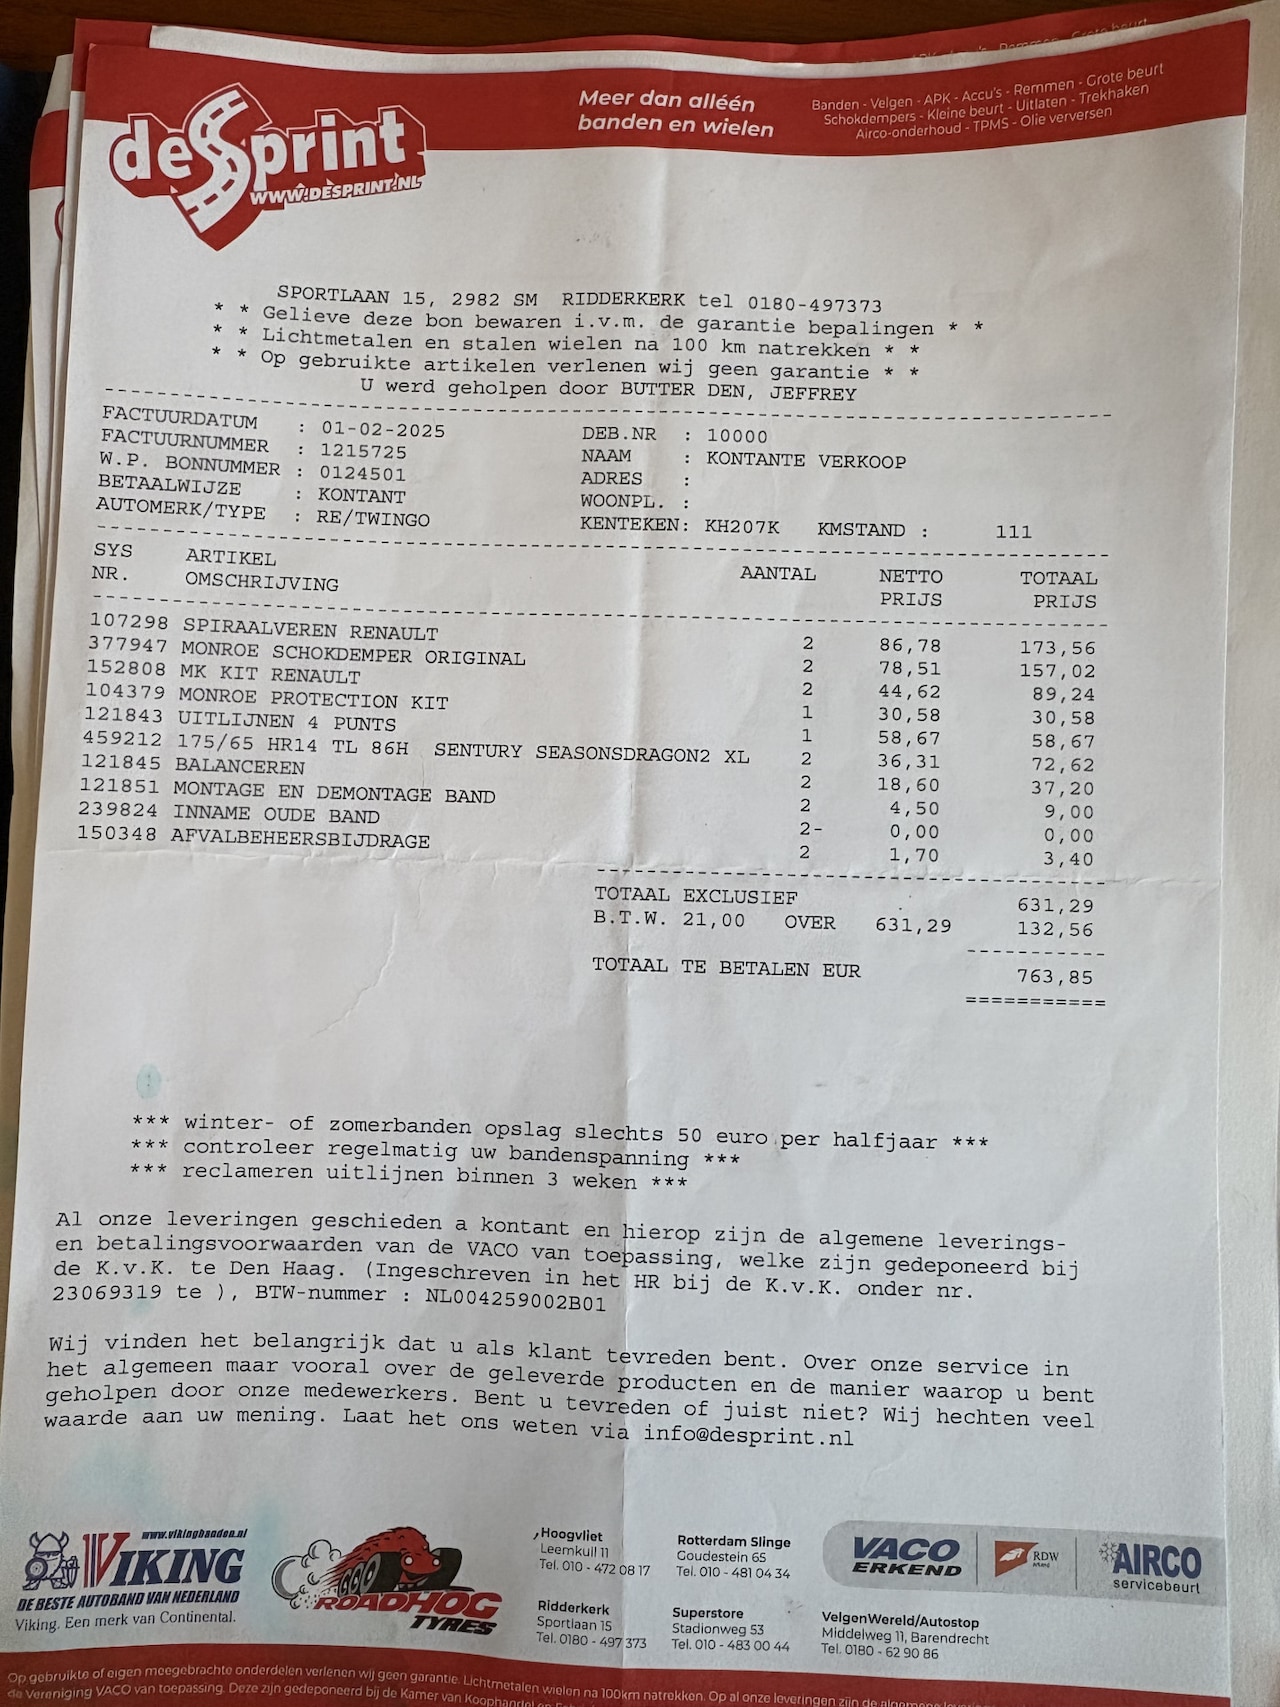 deSprint
WWW.DESPRINT.NL
Meer dan alléén
banden en wielen
Banden - Velgen - APK - Accu's - Remmen - Grote beurt
Schokdempers - Kleine beurt - Uitlaten - Trekhaken
Airco-onderhoud - TPMS - Olie verversen
SPORTLAAN 15, 2982 SM  RIDDERKERK tel 0180-497373
* * Gelieve deze bon bewaren i.v.m. de garantie bepalingen * *
* * Lichtmetalen en stalen wielen na 100 km natrekken * *
* * Op gebruikte artikelen verlenen wij geen garantie * *
U werd geholpen door BUTTER DEN, JEFFREY
FACTUURDATUM : 01-02-2025 DEB.NR : 10000
FACTUURNUMMER : 1215725 NAAM : KONTANTE VERKOOP
W.P. BONNUMMER : 0124501 ADRES :
BETAALWIJZE : KONTANT WOONPL. :
AUTOMERK/TYPE : RE/TWINGO KENTEKEN: KH207K KMSTAND : 111
SYS ARTIKEL AANTAL NETTO TOTAAL
NR. OMSCHRIJVING PRIJS PRIJS
107298 SPIRAALVEREN RENAULT 2 86,78 173,56
377947 MONROE SCHOKDEMPER ORIGINAL 2 78,51 157,02
152808 MK KIT RENAULT 2 44,62 89,24
104379 MONROE PROTECTION KIT 1 30,58 30,58
121843 UITLIJNEN 4 PUNTS 1 58,67 58,67
459212 175/65 HR14 TL 86H  SENTURY SEASONSDRAGON2 XL 2 36,31 72,62
121845 BALANCEREN 2 18,60 37,20
121851 MONTAGE EN DEMONTAGE BAND 2 4,50 9,00
239824 INNAME OUDE BAND 2- 0,00 0,00
150348 AFVALBEHEERSBIJDRAGE 2 1,70 3,40
TOTAAL EXCLUSIEF 631,29
B.T.W. 21,00 OVER 631,29 132,56
TOTAAL TE BETALEN EUR 763,85
*** winter- of zomerbanden opslag slechts 50 euro per halfjaar ***
*** controleer regelmatig uw bandenspanning ***
*** reclameren uitlijnen binnen 3 weken ***
Al onze leveringen geschieden a kontant en hierop zijn de algemene leverings-
en betalingsvoorwaarden van de VACO van toepassing, welke zijn gedeponeerd bij
de K.v.K. te Den Haag. (Ingeschreven in het HR bij de K.v.K. onder nr.
23069319 te ), BTW-nummer : NL004259002B01
Wij vinden het belangrijk dat u als klant tevreden bent. Over onze service in
het algemeen maar vooral over de geleverde producten en de manier waarop u bent
geholpen door onze medewerkers. Bent u tevreden of juist niet? Wij hechten veel
waarde aan uw mening. Laat het ons weten via info@desprint.nl
www.vikingbanden.nl
VIKING
DE BESTE AUTOBAND VAN NEDERLAND
Viking. Een merk van Continental.
ROADHOG
TYRES
Hoogvliet
Leemkuil 11
Tel. 010 - 472 08 17
Rotterdam Slinge
Goudestein 65
Tel. 010 - 481 04 34
Ridderkerk
Sportlaan 15
Tel. 0180 - 497 373
Superstore
Stadionweg 53
Tel. 010 - 483 00 44
VelgenWereld/Autostop
Middelweg 11, Barendrecht
Tel. 0180 - 62 90 86
VACO
ERKEND
RDW
AIRCO
servicebeurt
Op gebruikte of eigen meegebrachte onderdelen verlenen wij geen garantie. Lichtmetalen wielen na 100km natrekken. Op al onze leveringen zijn de algemene
de Vereniging VACO van toepassing. Deze zijn gedeponeerd bij de Kamer van Koophandel en